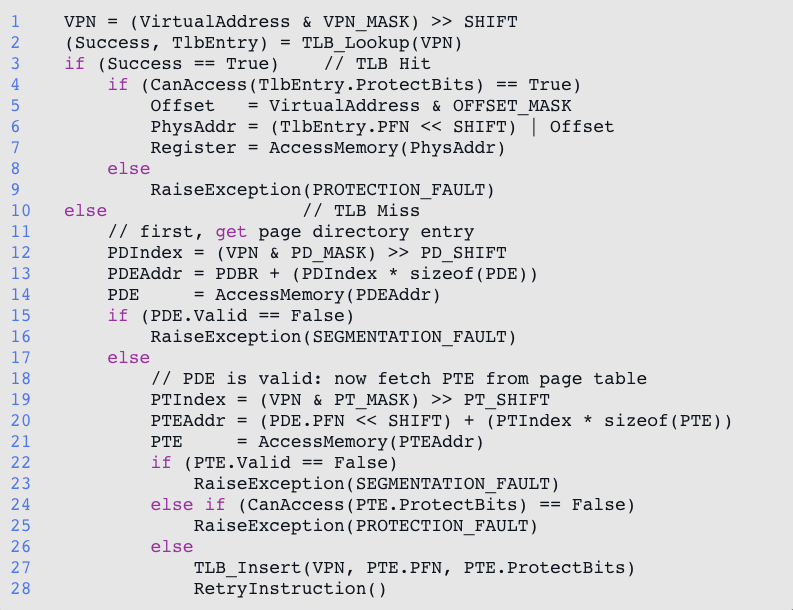 1 VPN = (VirtualAddress & VPN_MASK) >> SHIFT
2 (Success, TlbEntry) = TLB_Lookup(VPN)
3 if (Success == True) // TLB Hit
4 if (CanAccess(TlbEntry.ProtectBits) == True)
5 Offset = VirtualAddress & OFFSET_MASK
6 PhysAddr = (TlbEntry.PFN << SHIFT) | Offset
7 Register = AccessMemory(PhysAddr)
8 else
9 RaiseException(PROTECTION_FAULT)
10 else // TLB Miss
11 // first, get page directory entry
12 PDIndex = (VPN & PD_MASK) >> PD_SHIFT
13 PDEAddr = PDBR + (PDIndex * sizeof(PDE))
14 PDE = AccessMemory(PDEAddr)
15 if (PDE.Valid == False)
16 RaiseException(SEGMENTATION_FAULT)
17 else
18 // PDE is valid: now fetch PTE from page table
19 PTIndex = (VPN & PT_MASK) >> PT_SHIFT
20 PTEAddr = (PDE.PFN << SHIFT) + (PTIndex * sizeof(PTE))
21 PTE = AccessMemory(PTEAddr)
22 if (PTE.Valid == False)
23 RaiseException(SEGMENTATION_FAULT)
24 else if (CanAccess(PTE.ProtectBits) == False)
25 RaiseException(PROTECTION_FAULT)
26 else
27 TLB_Insert(VPN, PTE.PFN, PTE.ProtectBits)
28 RetryInstruction()